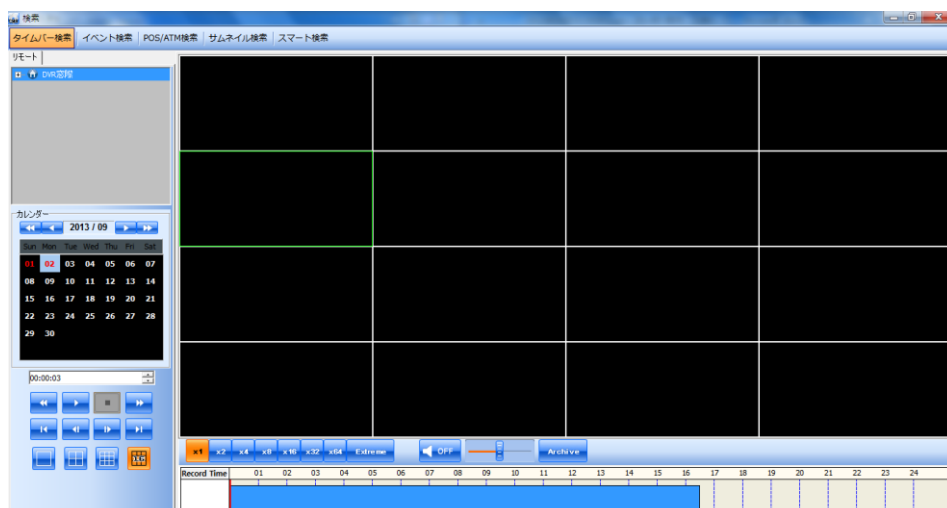 検索
タイムバー検索 イベント検索 POS/ATM検索 サムネイル検索 スマート検索
リモート
DVR窓際
カレンダー
2013 / 09
Sun Mon Tue Wed Thu Fri Sat
01 02 03 04 05 06 07
08 09 10 11 12 13 14
15 16 17 18 19 20 21
22 23 24 25 26 27 28
29 30
00:00:03
x1 x2 x4 x8 x16 x32 x64 Extreme OFF Archive
Record Time 01 02 03 04 05 06 07 08 09 10 11 12 13 14 15 16 17 18 19 20 21 22 23 24